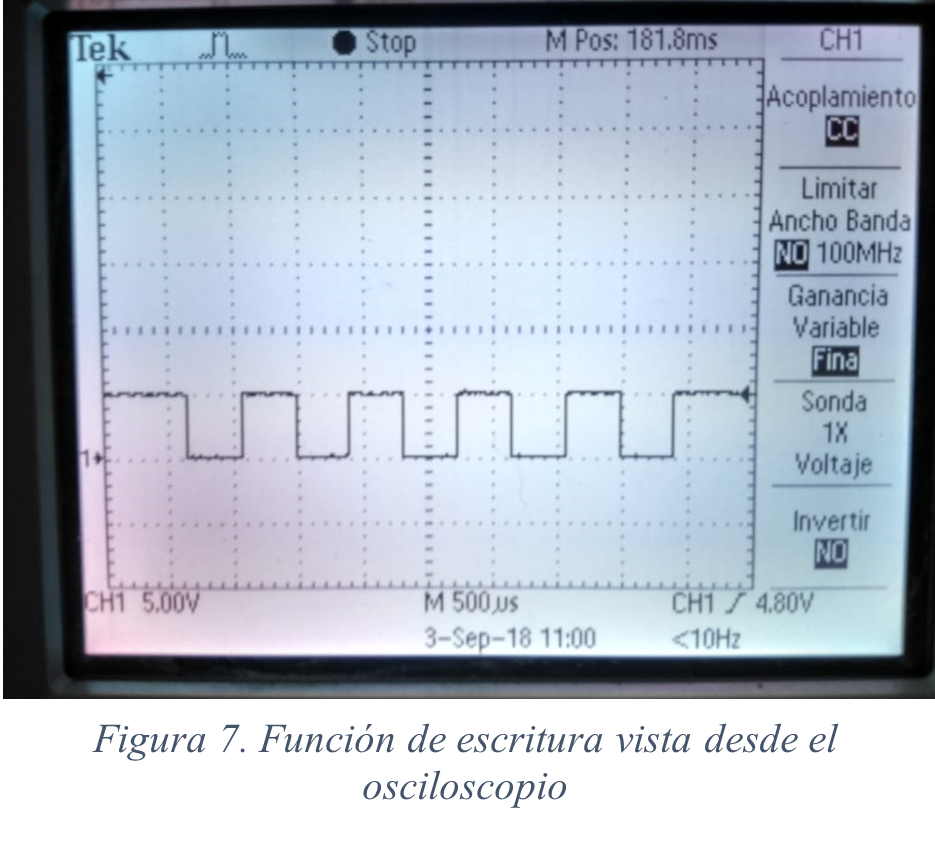 Tek Stop M Pos: 181.8ms CH1
Acoplamiento
CC
Limitar
Ancho Banda
NO 100MHz
Ganancia
Variable
Fina
Sonda
1X
Voltaje
Invertir
NO
1
CH1 5.00V M 500µs CH1 4.80V
3-Sep-18 11:00 <10Hz
Figura 7. Función de escritura vista desde el
osciloscopio